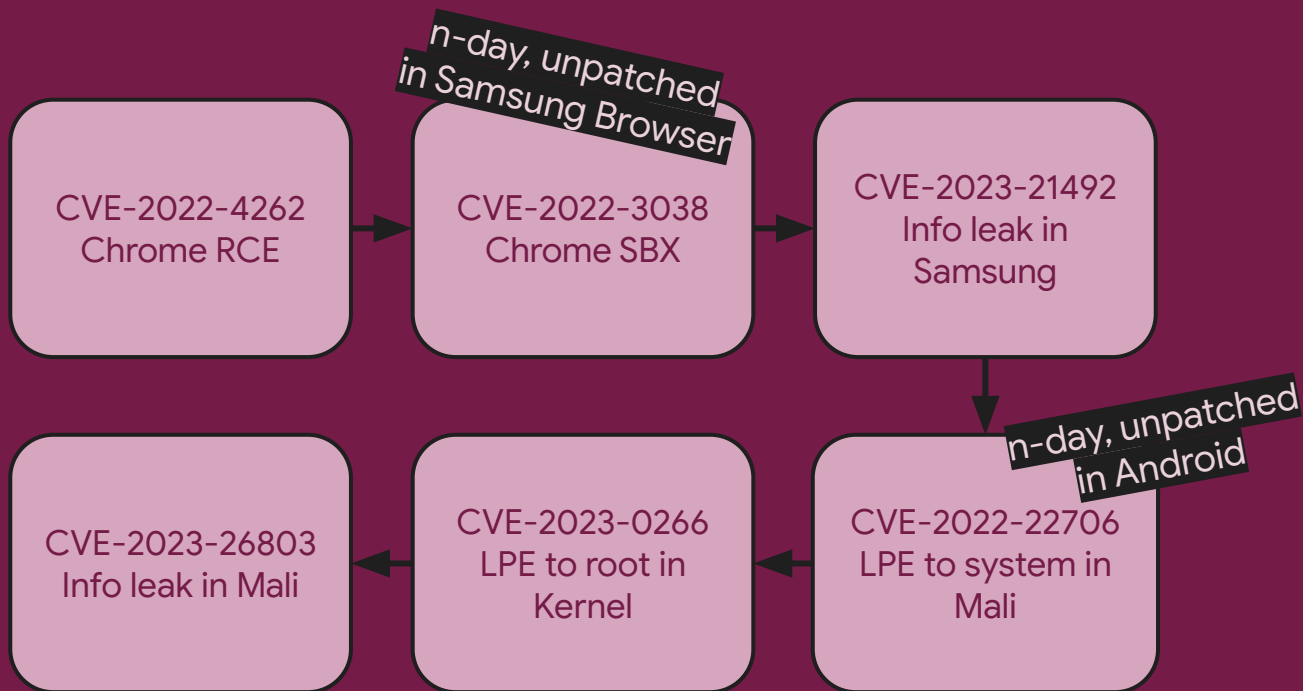 n-day, unpatched
in Samsung Browser
CVE-2022-4262
Chrome RCE
CVE-2022-3038
Chrome SBX
CVE-2023-21492
Info leak in
Samsung
n-day, unpatched
in Android
CVE-2022-22706
LPE to system in
Mali
CVE-2023-0266
LPE to root in
Kernel
CVE-2023-26803
Info leak in Mali